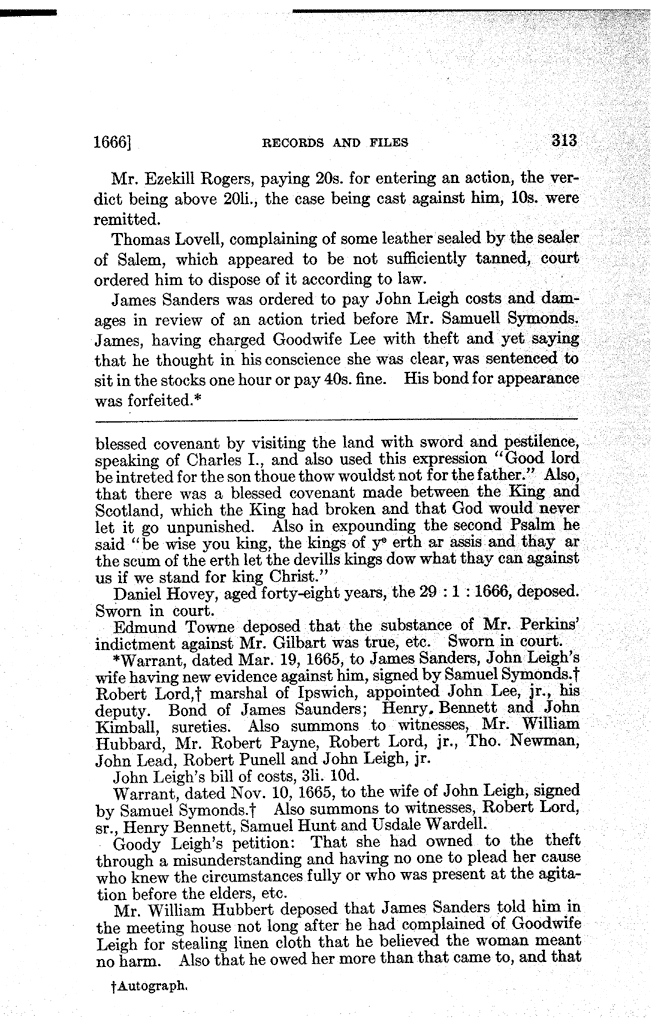 1666] RECORDS AND FILES 313
Mr. Ezekill Rogers, paying 20s. for entering an action, the ver-
dict being above 20li., the case being cast against him, 10s. were
remitted.
Thomas Lovell, complaining of some leather sealed by the sealer
of Salem, which appeared to be not sufficiently tanned, court
ordered him to dispose of it according to law.
James Sanders was ordered to pay John Leigh costs and dam-
ages in review of an action tried before Mr. Samuell Symonds.
James, having charged Goodwife Lee with theft and yet saying
that he thought in his conscience she was clear, was sentenced to
sit in the stocks one hour or pay 40s. fine. His bond for appearance
was forfeited.*
blessed covenant by visiting the land with sword and pestilence,
speaking of Charles I., and also used this expression "Good lord
be intreted for the son thoue thow wouldst not for the father." Also,
that there was a blessed covenant made between the King and
Scotland, which the King had broken and that God would never
let it go unpunished. Also in expounding the second Psalm he
said "be wise you king, the kings of yᵉ erth ar assis and thay ar
the scum of the erth let the devills kings dow what thay can against
us if we stand for king Christ."
Daniel Hovey, aged forty-eight years, the 29 : 1 : 1666, deposed.
Sworn in court.
Edmund Towne deposed that the substance of Mr. Perkins'
indictment against Mr. Gilbart was true, etc. Sworn in court.
*Warrant, dated Mar. 19, 1665, to James Sanders, John Leigh's
wife having new evidence against him, signed by Samuel Symonds.†
Robert Lord,† marshal of Ipswich, appointed John Lee, jr., his
deputy. Bond of James Saunders; Henry. Bennett and John
Kimball, sureties. Also summons to witnesses, Mr. William
Hubbard, Mr. Robert Payne, Robert Lord, jr., Tho. Newman,
John Lead, Robert Punell and John Leigh, jr.
John Leigh's bill of costs, 3li. 10d.
Warrant, dated Nov. 10, 1665, to the wife of John Leigh, signed
by Samuel Symonds.† Also summons to witnesses, Robert Lord,
sr., Henry Bennett, Samuel Hunt and Usdale Wardell.
Goody Leigh's petition: That she had owned to the theft
through a misunderstanding and having no one to plead her cause
who knew the circumstances fully or who was present at the agita-
tion before the elders, etc.
Mr. William Hubbert deposed that James Sanders told him in
the meeting house not long after he had complained of Goodwife
Leigh for stealing linen cloth that he believed the woman meant
no harm. Also that he owed her more than that came to, and that
†Autograph.